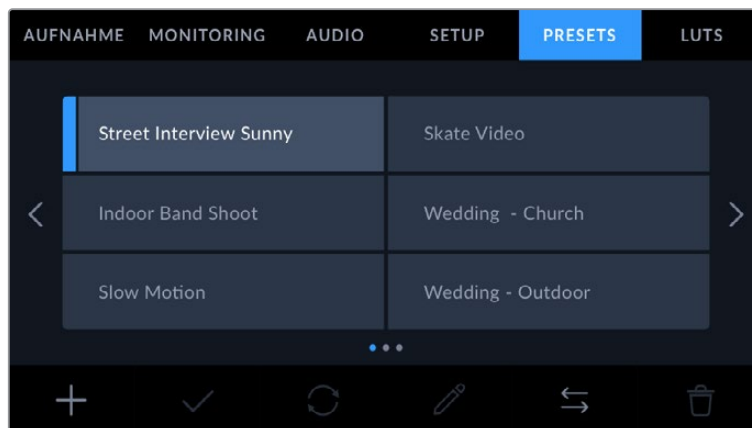 AUFNAHME MONITORING AUDIO SETUP PRESETS LUTS
Street Interview Sunny
Skate Video
Indoor Band Shoot
Wedding - Church
Slow Motion
Wedding - Outdoor